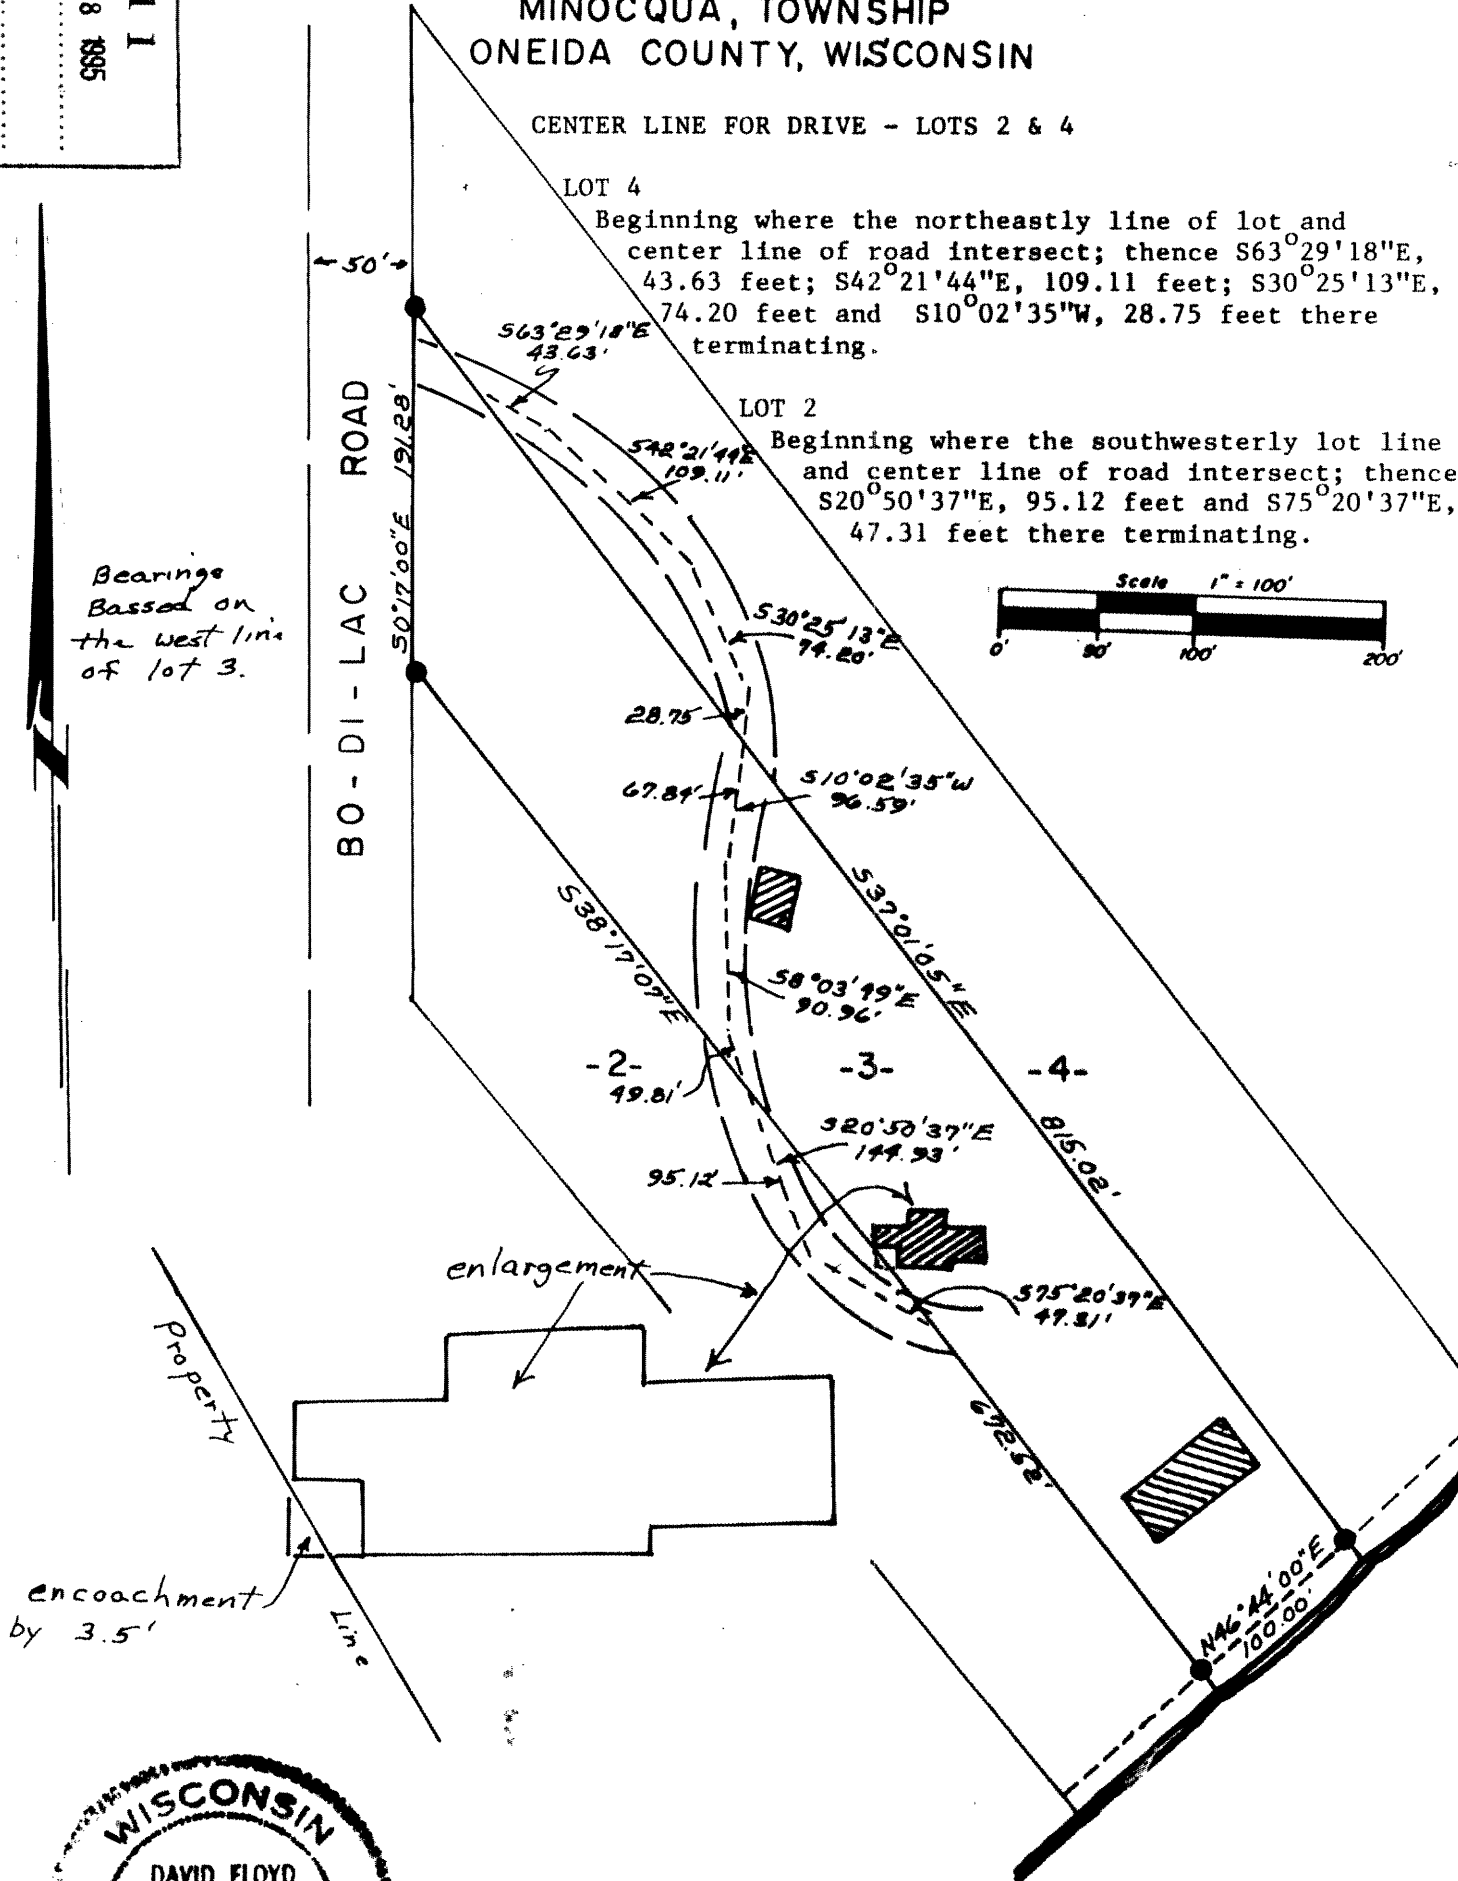 8 1995
1 1
MINOCQUA, TOWNSHIP
ONEIDA COUNTY, WISCONSIN
CENTER LINE FOR DRIVE - LOTS 2 & 4
LOT 4
Beginning where the northeastly line of lot and
center line of road intersect; thence S63°29'18"E,
43.63 feet; S42°21'44"E, 109.11 feet; S30°25'13"E,
74.20 feet and S10°02'35"W, 28.75 feet there
terminating.
LOT 2
Beginning where the southwesterly lot line
and center line of road intersect; thence
S20°50'37"E, 95.12 feet and S75°20'37"E,
47.31 feet there terminating.
Scale 1" = 100'
0' 50' 100' 200'
50'
S63°29'18"E
43.63'
BO-DI-LAC ROAD
S0°17'00"E 191.28'
S42°21'44E
109.11'
Bearings
Bassed on
the west line
of lot 3.
S30°25'13"E
74.20'
28.75
67.84'
S10°02'35"W
96.59'
S38°17'07"E
S37°01'05"E
S8°03'49"E
90.96'
-2-
-3-
-4-
49.81'
S20°50'37"E
144.93'
815.02'
95.12
enlargement
S75°20'37"E
47.31'
Property
Line
672.52'
encoachment
by 3.5'
N46°44'00"E
100.00'
WISCONSIN
DAVID FLOYD